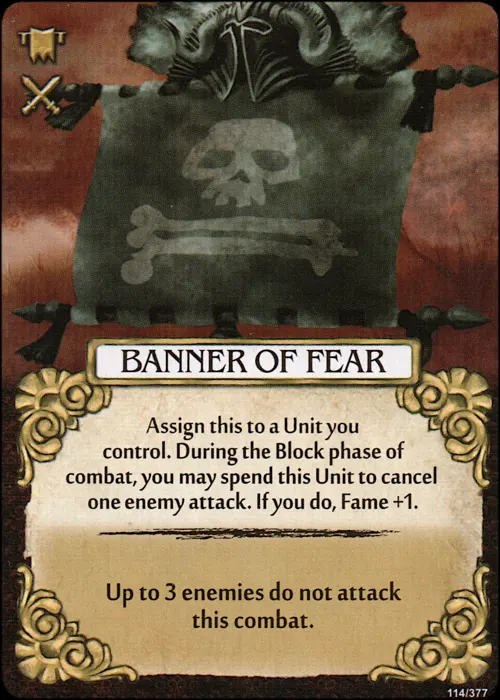 BANNER OF FEAR
Assign this to a Unit you
control. During the Block phase of
combat, you may spend this Unit to cancel
one enemy attack. If you do, Fame +1.
Up to 3 enemies do not attack
this combat.
114/377